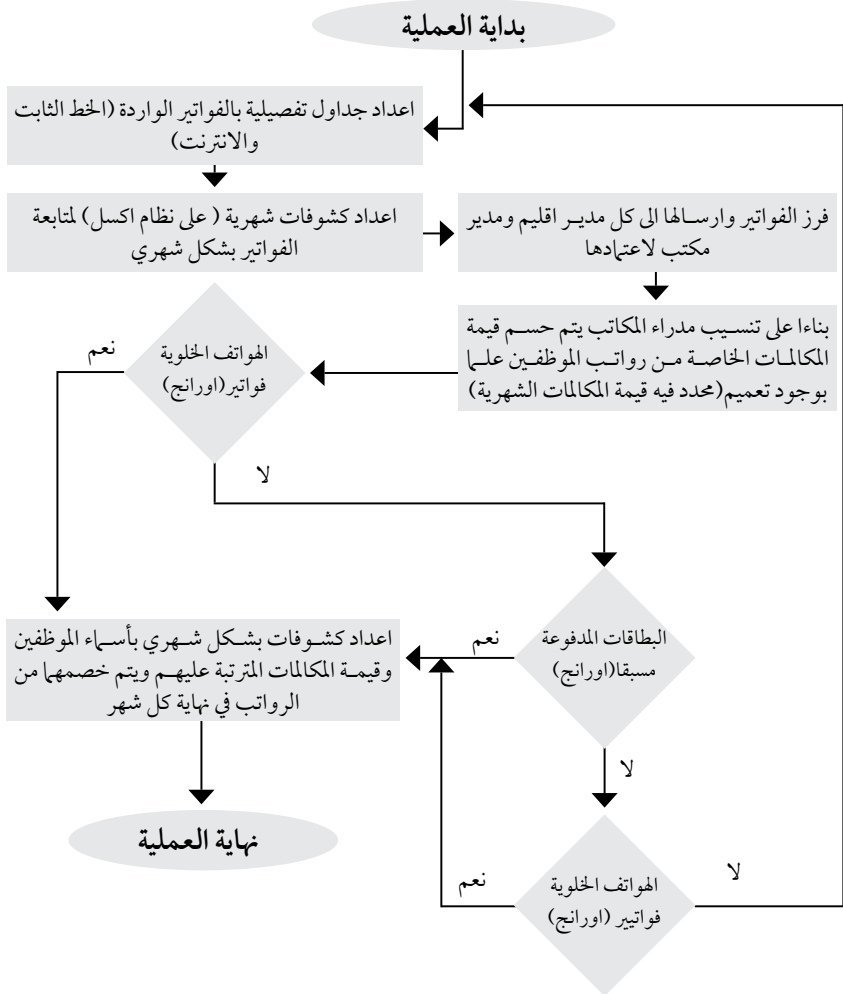 بداية العملية
اعداد جداول تفصيلية بالفواتير الواردة (الخط الثابت
والانترنت)
اعداد كشوفات شهرية ( على نظام اكسل) لمتابعة
الفواتير بشكل شهري
فرز الفواتير وارسالها الى كل مدير اقليم ومدير
مكتب لاعتمادها
بناءا على تنسيب مدراء المكاتب يتم حسم قيمة
المكالمات الخاصة من رواتب الموظفين علما
بوجود تعميم(محدد فيه قيمة المكالمات الشهرية)
الهواتف الخلوية
فواتير(اورانج)
نعم
لا
البطاقات المدفوعة
مسبقا(اورانج)
نعم
لا
اعداد كشوفات بشكل شهري بأسماء الموظفين
وقيمة المكالمات المترتبة عليهم ويتم خصمهما من
الرواتب في نهاية كل شهر
نهاية العملية
الهواتف الخلوية
فواتيير (اورانج)
نعم
لا